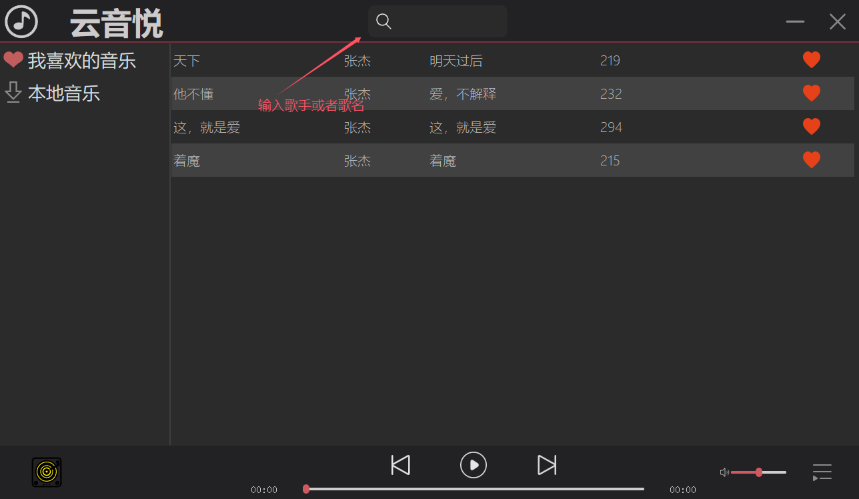 云音悦
我喜欢的音乐
本地音乐
天下 张杰 明天过后 219
他不懂 张杰 爱，不解释 232
输入歌手或者歌名
这，就是爱 张杰 这，就是爱 294
着魔 张杰 着魔 215
00:00 00:00